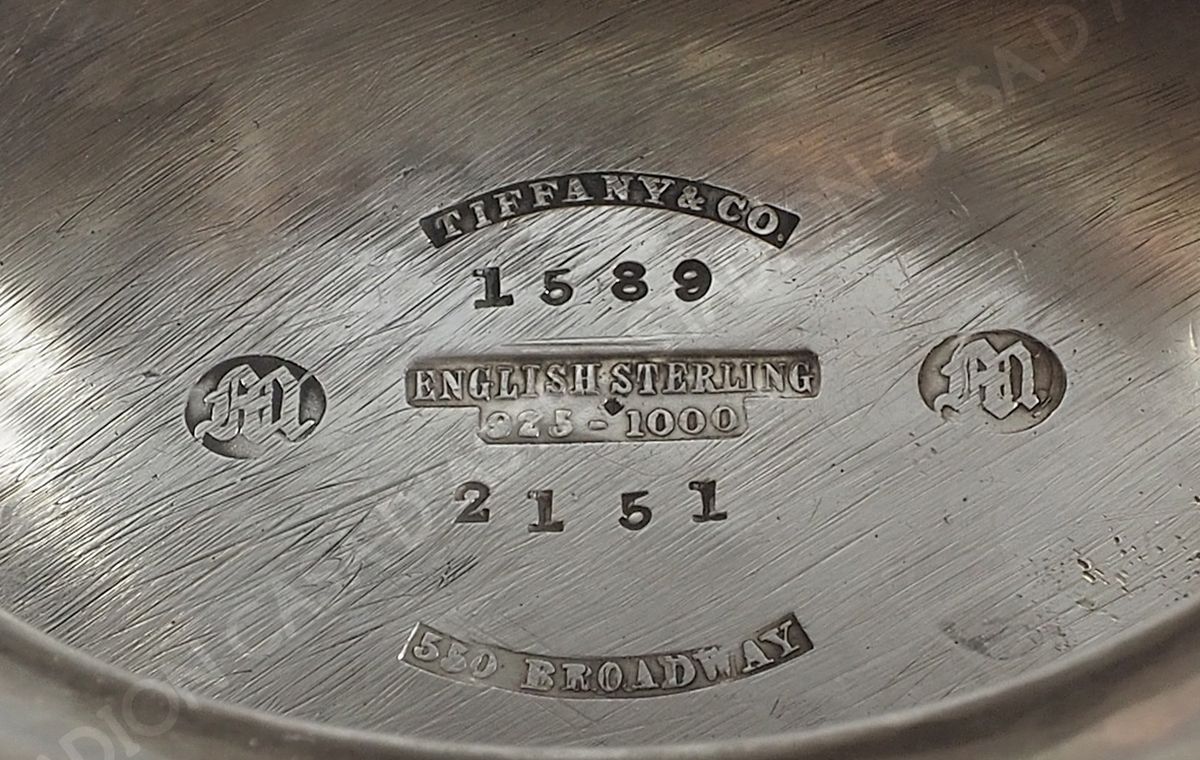 TIFFANY & CO.
1589
M ENGLISH STERLING M
925-1000
2151
550 BROADWAY